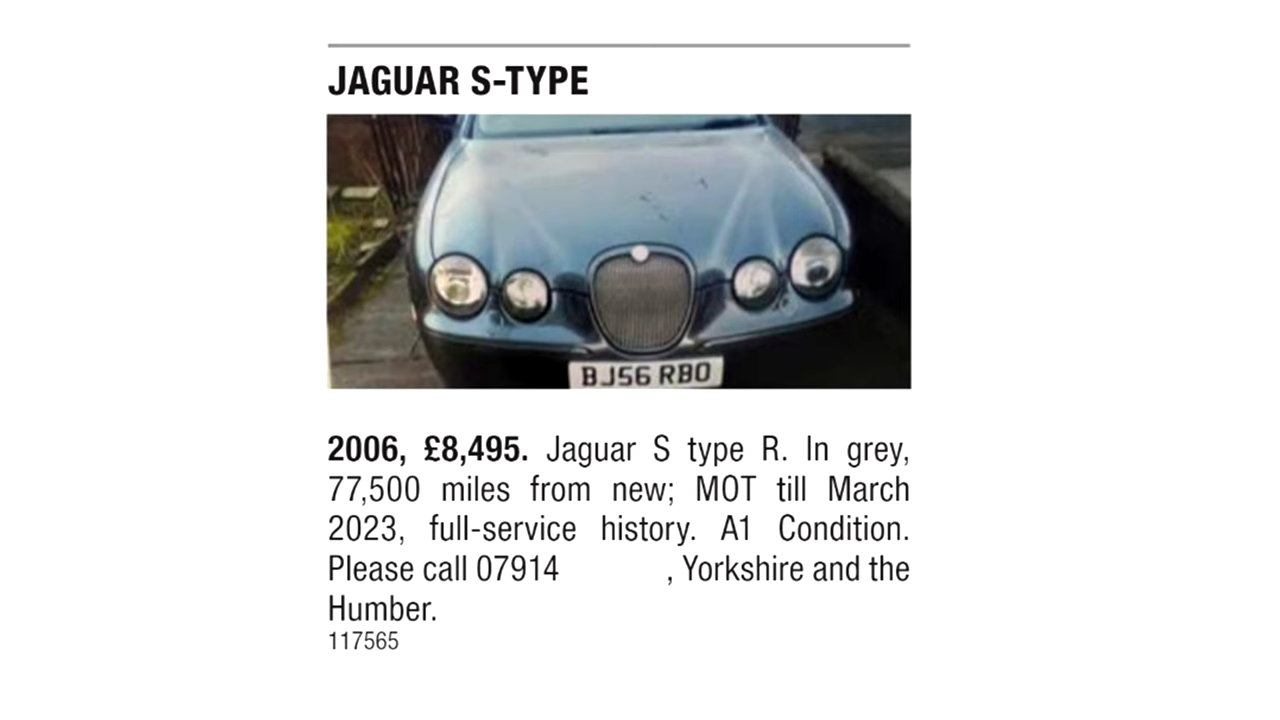 JAGUAR S-TYPE
BJ56 RBO
2006, £8,495. Jaguar S type R. In grey,
77,500 miles from new; MOT till March
2023, full-service history. A1 Condition.
Please call 07914 , Yorkshire and the
Humber.
117565